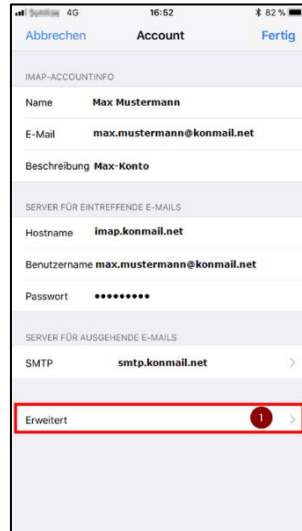 4G 16:52 82 %
Abbrechen Account Fertig
IMAP-ACCOUNTINFO
Name Max Mustermann
E-Mail max.mustermann@konmail.net
Beschreibung Max-Konto
SERVER FÜR EINTREFFENDE E-MAILS
Hostname imap.konmail.net
Benutzername max.mustermann@konmail.net
Passwort •••••••••
SERVER FÜR AUSGEHENDE E-MAILS
SMTP smtp.konmail.net
Erweitert 1